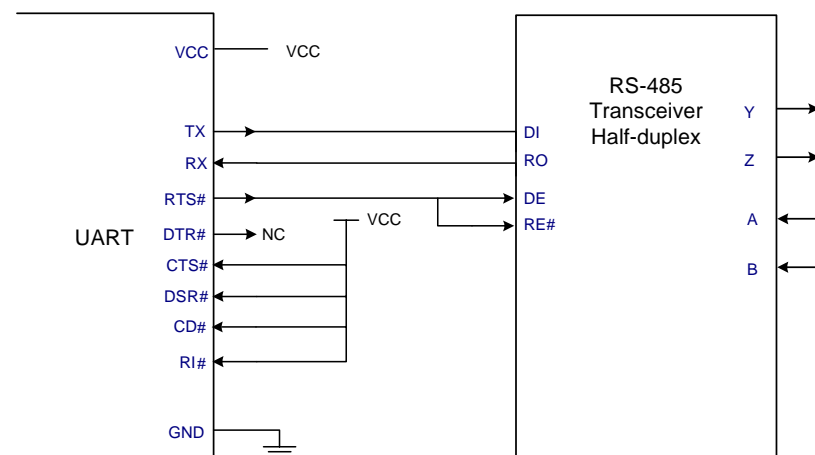 VCC
VCC
TX
RX
RTS#
DTR#
NC
VCC
UART
CTS#
DSR#
CD#
RI#
GND
RS-485
Transceiver
Half-duplex
DI
RO
DE
RE#
Y
Z
A
B